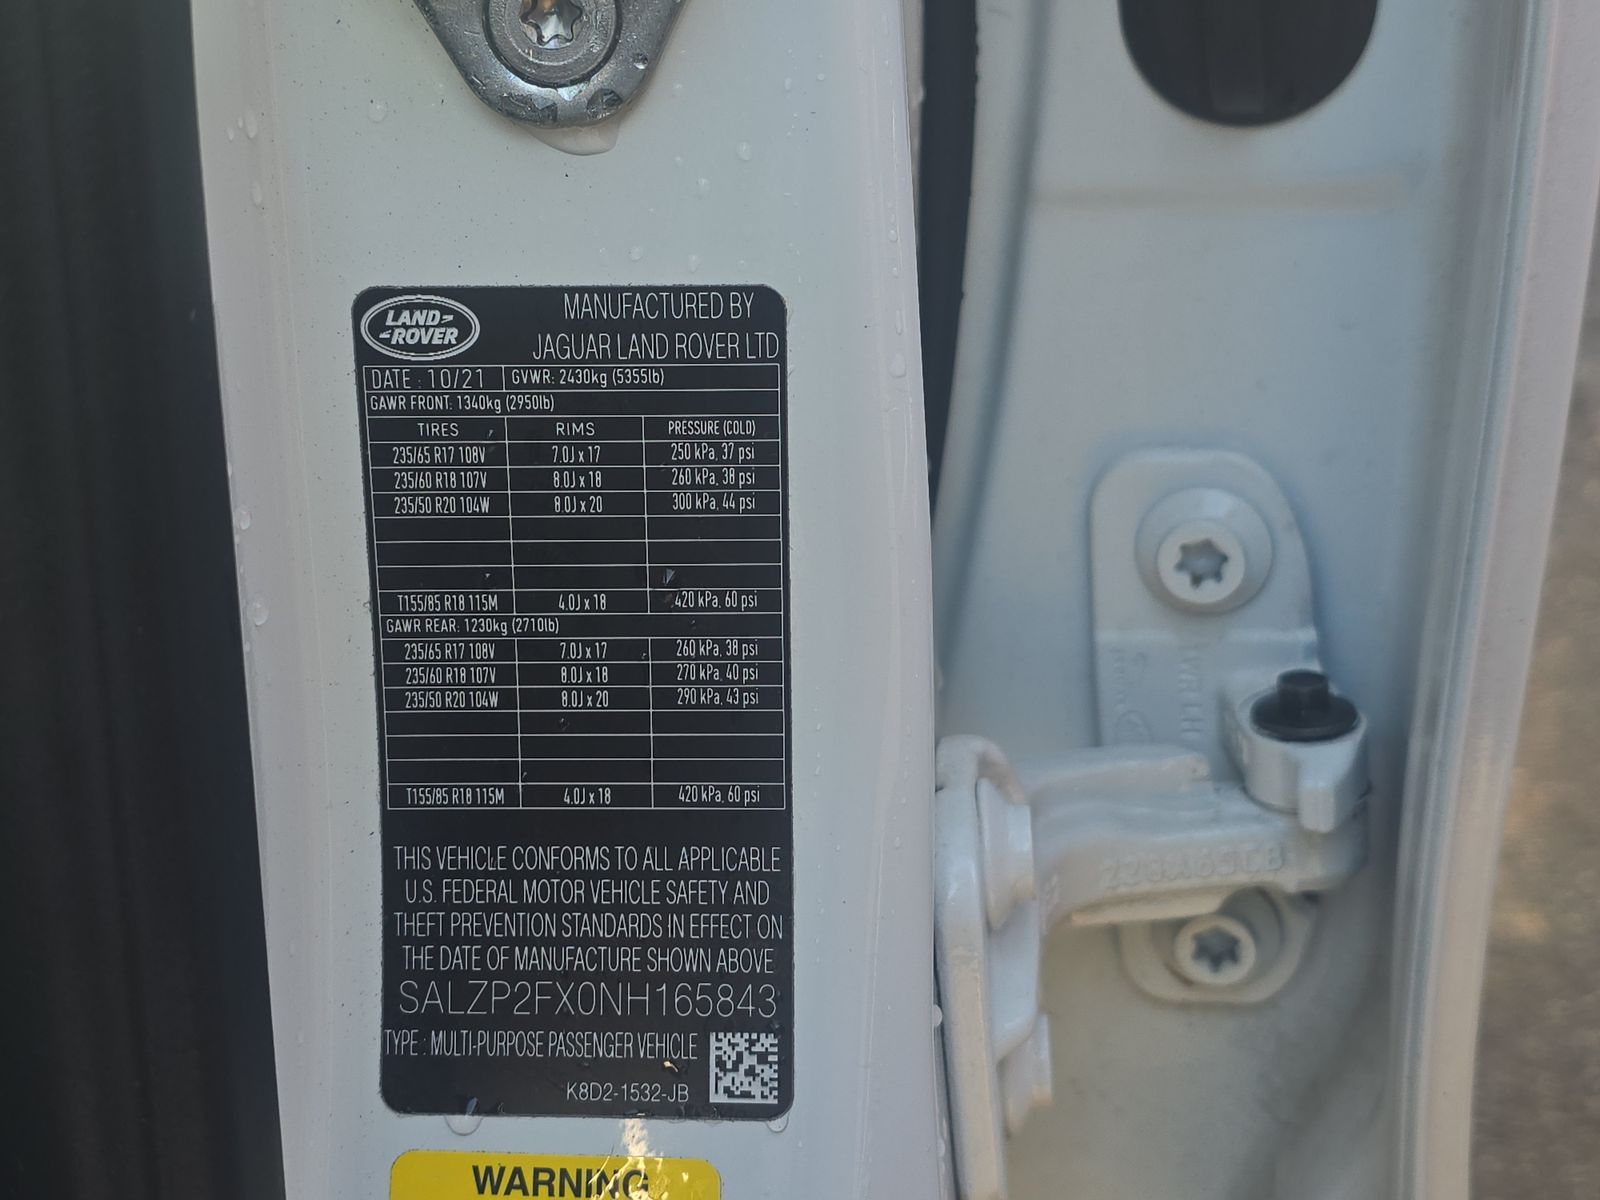 LAND
ROVER
MANUFACTURED BY
JAGUAR LAND ROVER LTD
DATE : 10/21 GVWR: 2430kg (5355lb)
GAWR FRONT: 1340kg (2950lb)
TIRES RIMS PRESSURE (COLD)
235/65 R17 108V 7.0J x 17 250 kPa, 37 psi
235/60 R18 107V 8.0J x 18 260 kPa, 38 psi
235/50 R20 104W 8.0J x 20 300 kPa, 44 psi
T155/85 R18 115M 4.0J x 18 420 kPa, 60 psi
GAWR REAR: 1230kg (2710lb)
235/65 R17 108V 7.0J x 17 260 kPa, 38 psi
235/60 R18 107V 8.0J x 18 270 kPa, 40 psi
235/50 R20 104W 8.0J x 20 290 kPa, 43 psi
T155/85 R18 115M 4.0J x 18 420 kPa, 60 psi
THIS VEHICLE CONFORMS TO ALL APPLICABLE
U.S. FEDERAL MOTOR VEHICLE SAFETY AND
THEFT PREVENTION STANDARDS IN EFFECT ON
THE DATE OF MANUFACTURE SHOWN ABOVE
SALZP2FX0NH165843
TYPE : MULTI-PURPOSE PASSENGER VEHICLE
K8D2-1532-JB
WARNING